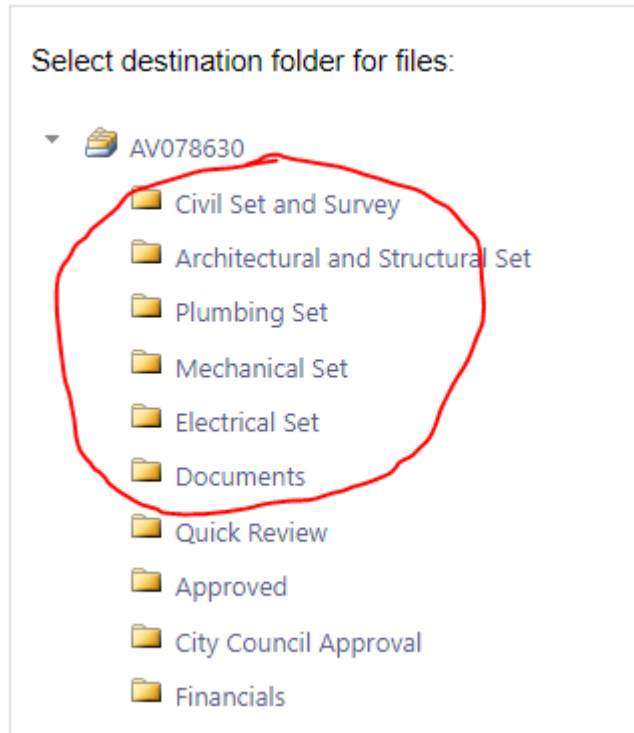 Select destination folder for files:
AV078630
Civil Set and Survey
Architectural and Structural Set
Plumbing Set
Mechanical Set
Electrical Set
Documents
Quick Review
Approved
City Council Approval
Financials